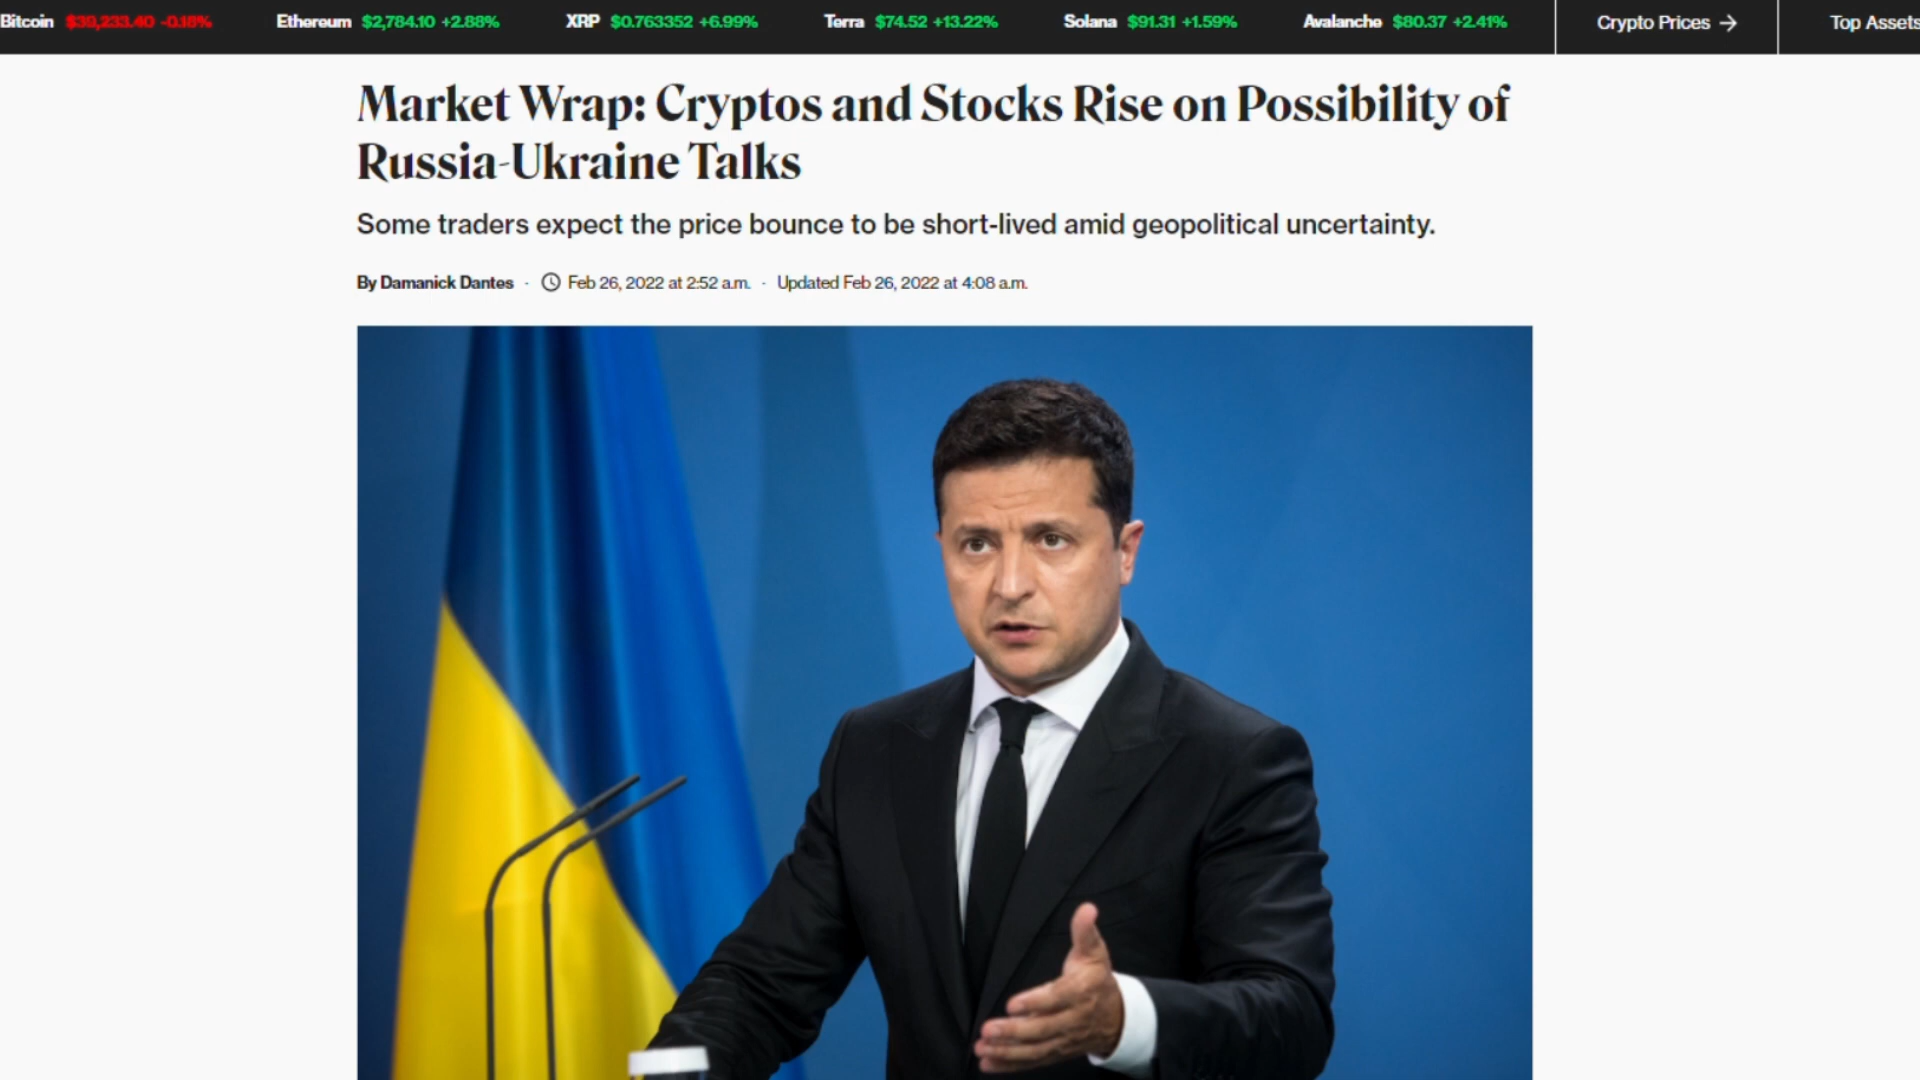 Bitcoin $39,233.40 -0.18% Ethereum $2,784.10 +2.88% XRP $0.763352 +6.99% Terra $74.52 +13.22% Solana $91.31 +1.59% Avalanche $80.37 +2.41% Crypto Prices → Top Assets
Market Wrap: Cryptos and Stocks Rise on Possibility of
Russia-Ukraine Talks
Some traders expect the price bounce to be short-lived amid geopolitical uncertainty.
By Damanick Dantes · Feb 26, 2022 at 2:52 a.m. · Updated Feb 26, 2022 at 4:08 a.m.